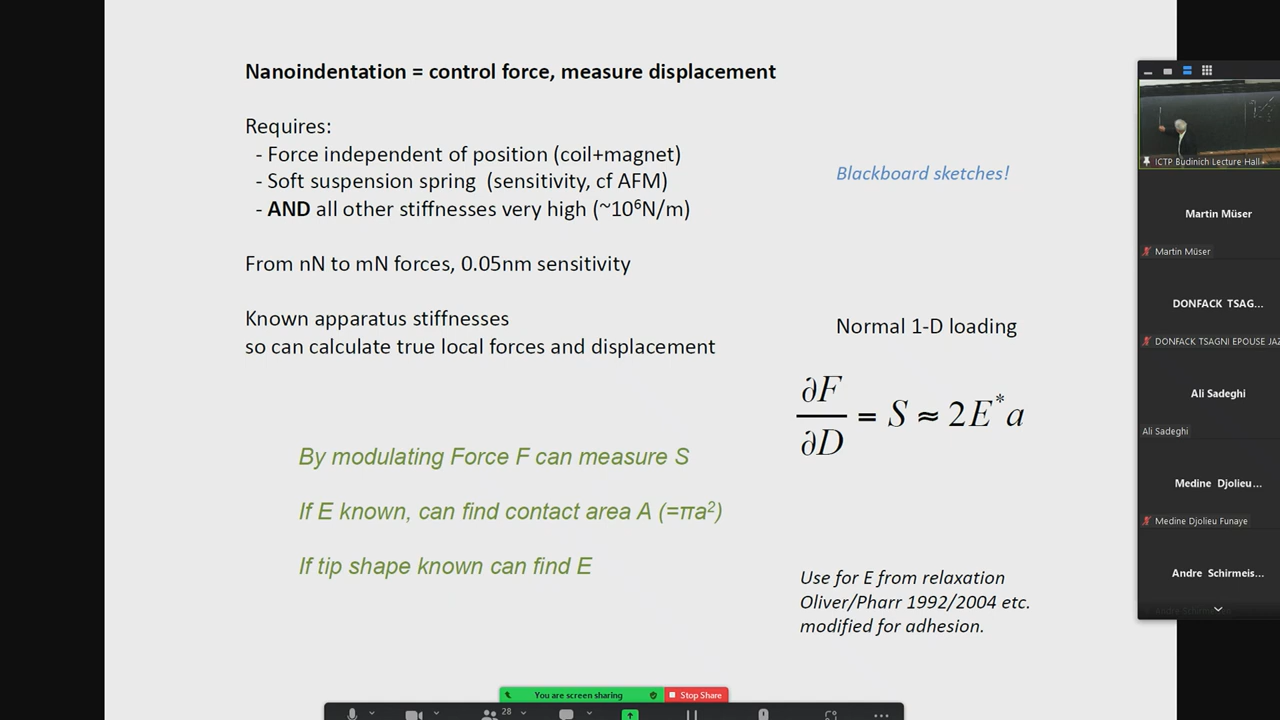 Nanoindentation = control force, measure displacement
Requires:
- Force independent of position (coil+magnet)
- Soft suspension spring (sensitivity, cf AFM)
- AND all other stiffnesses very high (~10⁶N/m)
Blackboard sketches!
From nN to mN forces, 0.05nm sensitivity
Known apparatus stiffnesses
so can calculate true local forces and displacement
Normal 1-D loading
∂F/∂D = S ≈ 2E*a
By modulating Force F can measure S
If E known, can find contact area A (=πa²)
If tip shape known can find E
Use for E from relaxation
Oliver/Pharr 1992/2004 etc.
modified for adhesion.
ICTP Budinich Lecture Hall
Martin Müser
Martin Müser
DONFACK TSAG...
DONFACK TSAGNI EPOUSE JAZ
Ali Sadeghi
Ali Sadeghi
Medine Djolieu...
Medine Djolieu Funaye
Andre Schirmeis...
You are screen sharing
Stop Share
28